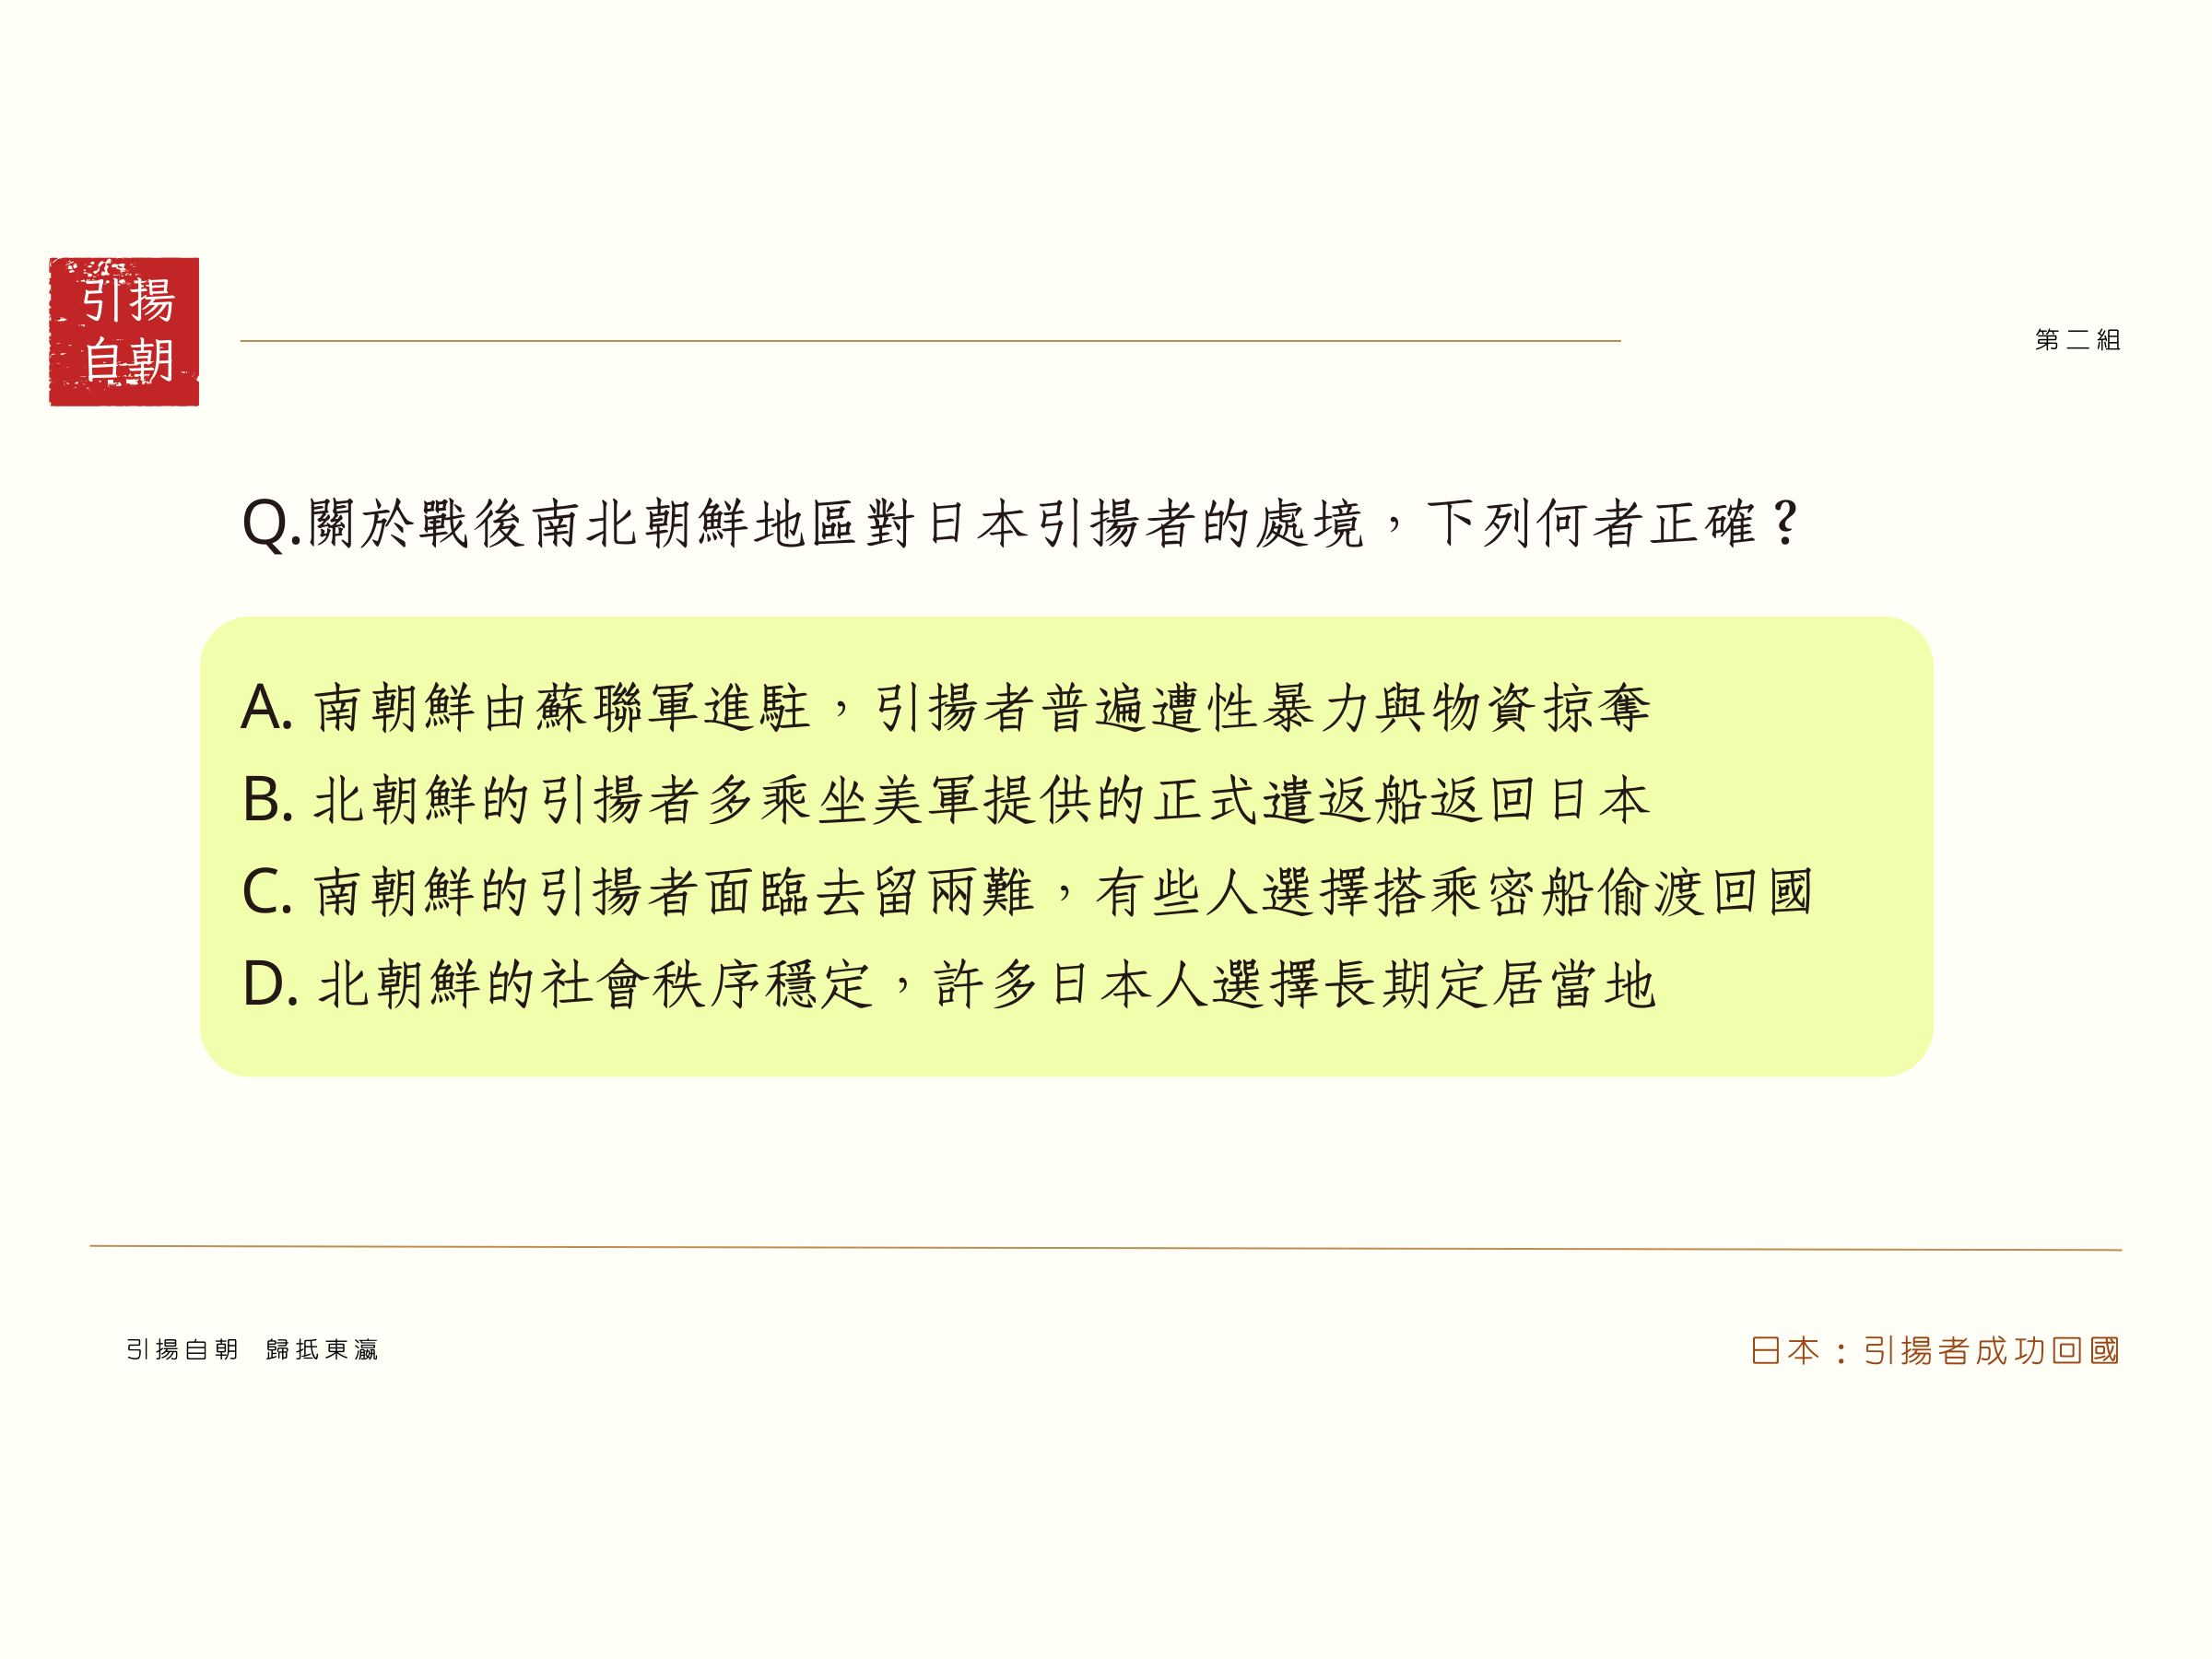 引揚
自朝
第二組
Q.關於戰後南北朝鮮地區對日本引揚者的處境，下列何者正確？
A. 南朝鮮由蘇聯軍進駐，引揚者普遍遭性暴力與物資掠奪
B. 北朝鮮的引揚者多乘坐美軍提供的正式遣返船返回日本
C. 南朝鮮的引揚者面臨去留兩難，有些人選擇搭乘密船偷渡回國
D. 北朝鮮的社會秩序穩定，許多日本人選擇長期定居當地
引揚自朝 歸抵東瀛
日本：引揚者成功回國